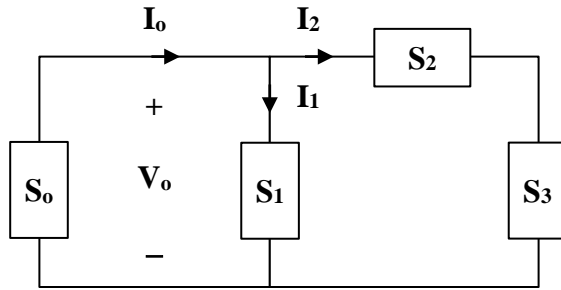 Iₒ I₂
S₂
I₁
+
Sₒ Vₒ S₁ S₃
−